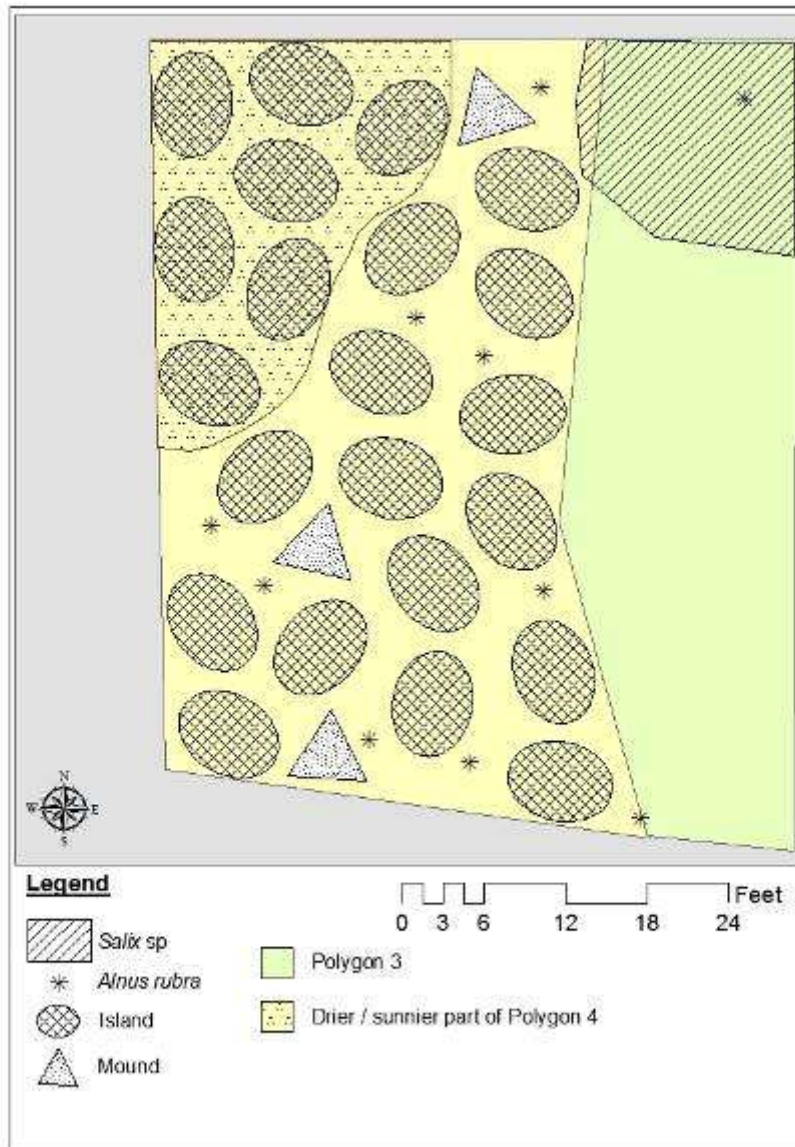 N
W E
S
Legend
Feet
0 3 6 12 18 24
Salix sp
Alnus rubra
Island
Mound
Polygon 3
Drier / sunnier part of Polygon 4